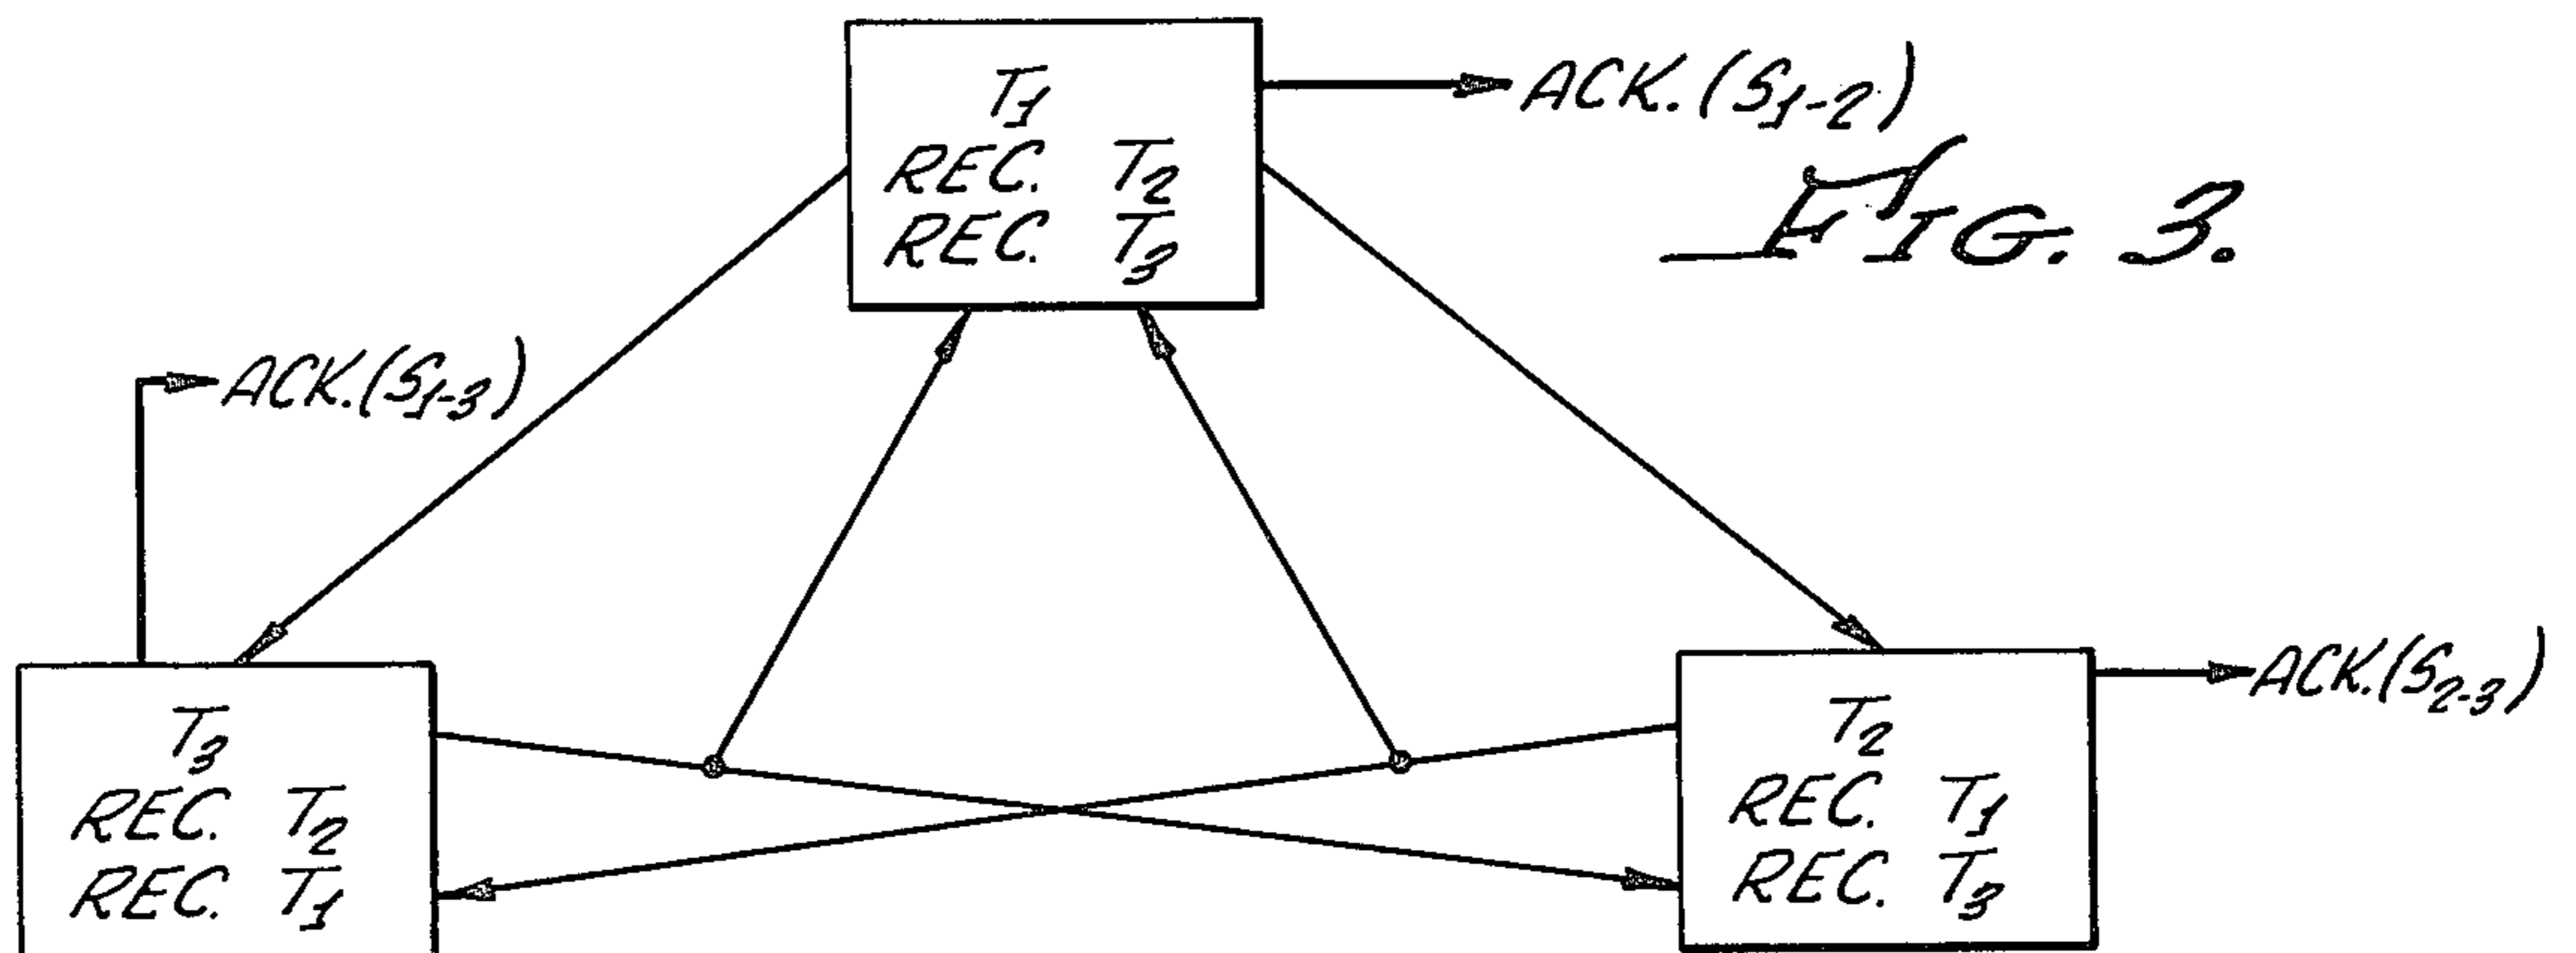 T1
REC. T2
REC. T3
ACK.(S1-2)
FIG. 3.
ACK.(S1-3)
T3
REC. T2
REC. T1
T2
REC. T1
REC. T3
ACK.(S2-3)